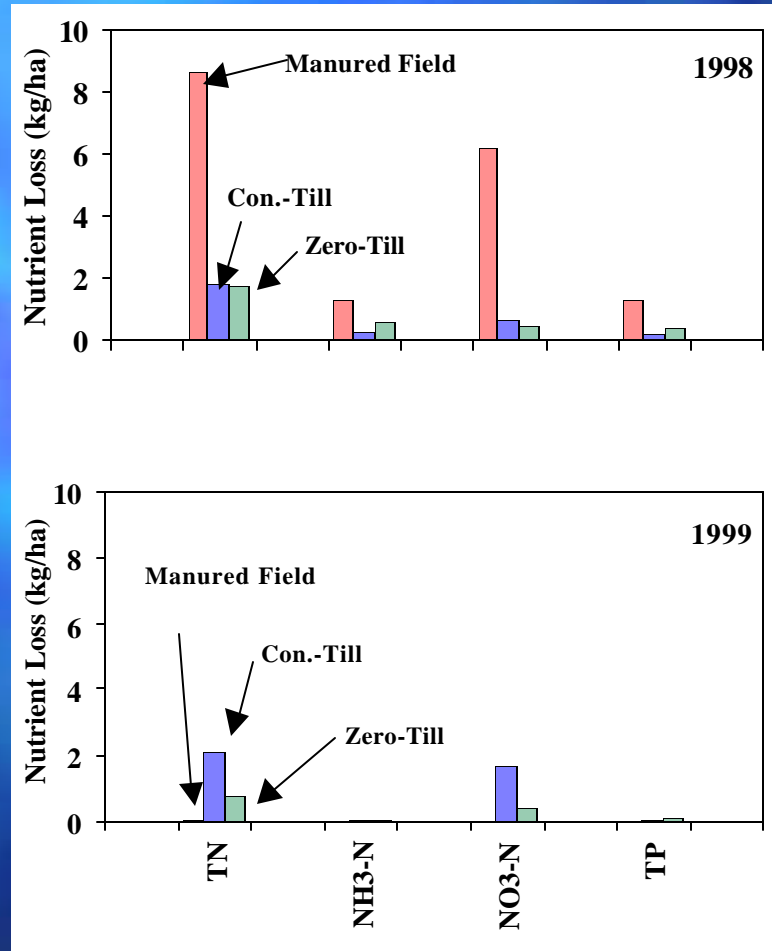 Nutrient Loss (kg/ha)
10
8
6
4
2
0
1998
Manured Field
Con.-Till
Zero-Till
Nutrient Loss (kg/ha)
10
8
6
4
2
0
1999
Manured Field
Con.-Till
Zero-Till
TN
NH3-N
NO3-N
TP